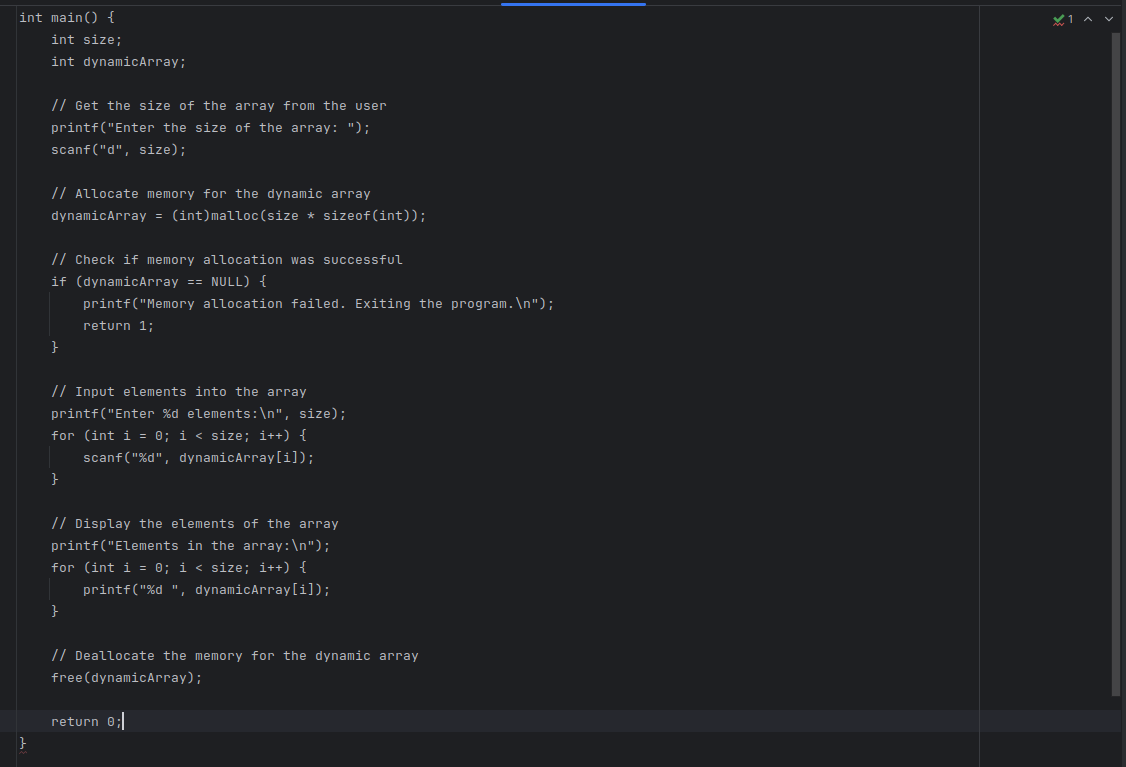 int main() {
    int size;
    int dynamicArray;

    // Get the size of the array from the user
    printf("Enter the size of the array: ");
    scanf("d", size);

    // Allocate memory for the dynamic array
    dynamicArray = (int)malloc(size * sizeof(int));

    // Check if memory allocation was successful
    if (dynamicArray == NULL) {
        printf("Memory allocation failed. Exiting the program.\n");
        return 1;
    }

    // Input elements into the array
    printf("Enter %d elements:\n", size);
    for (int i = 0; i < size; i++) {
        scanf("%d", dynamicArray[i]);
    }

    // Display the elements of the array
    printf("Elements in the array:\n");
    for (int i = 0; i < size; i++) {
        printf("%d ", dynamicArray[i]);
    }

    // Deallocate the memory for the dynamic array
    free(dynamicArray);

    return 0;
}
1